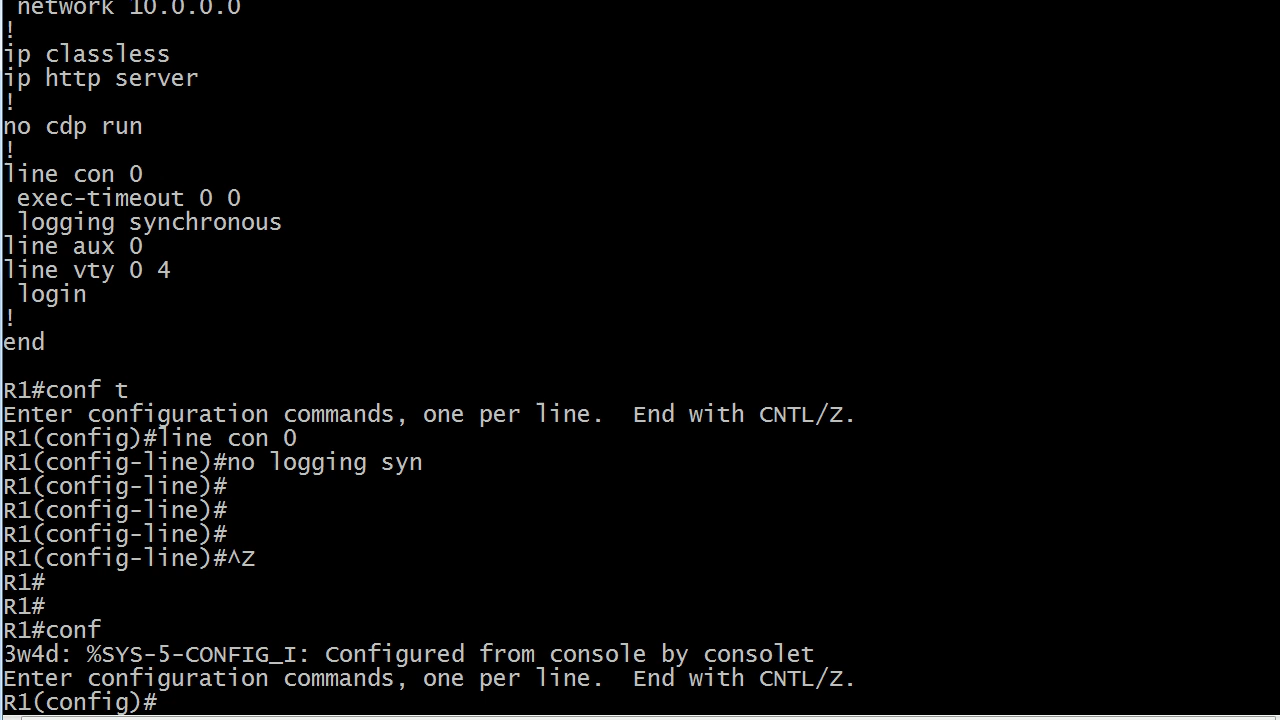 network 10.0.0.0
!
ip classless
ip http server
!
no cdp run
!
line con 0
 exec-timeout 0 0
 logging synchronous
line aux 0
line vty 0 4
 login
!
end
R1#conf t
Enter configuration commands, one per line.  End with CNTL/Z.
R1(config)#line con 0
R1(config-line)#no logging syn
R1(config-line)#
R1(config-line)#
R1(config-line)#
R1(config-line)#^Z
R1#
R1#
R1#conf
3w4d: %SYS-5-CONFIG_I: Configured from console by consolet
Enter configuration commands, one per line.  End with CNTL/Z.
R1(config)#